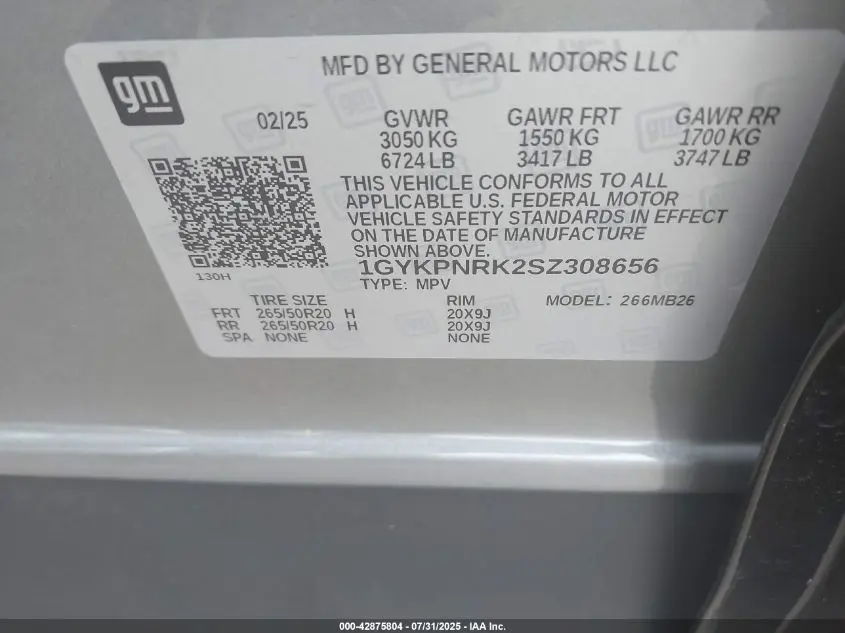 gm
MFD BY GENERAL MOTORS LLC
02/25
GVWR GAWR FRT GAWR RR
3050 KG 1550 KG 1700 KG
6724 LB 3417 LB 3747 LB
THIS VEHICLE CONFORMS TO ALL
APPLICABLE U.S. FEDERAL MOTOR
VEHICLE SAFETY STANDARDS IN EFFECT
ON THE DATE OF MANUFACTURE
SHOWN ABOVE.
1GYKPNRK2SZ308656
130H
TYPE: MPV
TIRE SIZE RIM MODEL: 266MB26
FRT 265/50R20 H 20X9J
RR 265/50R20 H 20X9J
SPA NONE NONE
000-42875804 - 07/31/2025 - IAA Inc.